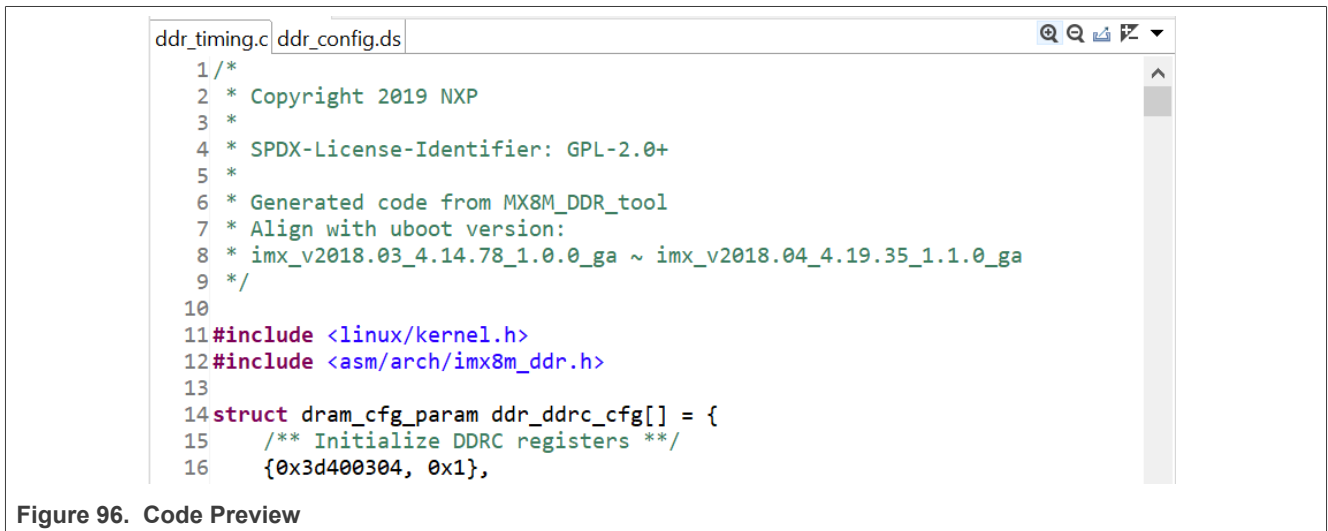 ddr_timing.c ddr_config.ds
1 /*
2 * Copyright 2019 NXP
3 *
4 * SPDX-License-Identifier: GPL-2.0+
5 *
6 * Generated code from MX8M_DDR_tool
7 * Align with uboot version:
8 * imx_v2018.03_4.14.78_1.0.0_ga ~ imx_v2018.04_4.19.35_1.1.0_ga
9 */
10
11 #include <linux/kernel.h>
12 #include <asm/arch/imx8m_ddr.h>
13
14 struct dram_cfg_param ddr_ddrc_cfg[] = {
15     /** Initialize DDRC registers **/
16     {0x3d400304, 0x1},
Figure 96. Code Preview